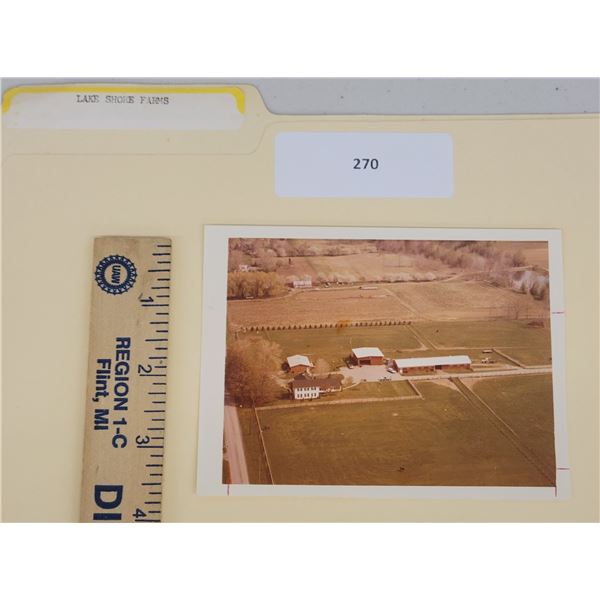 LAKE SHORE FARMS
270
UAW
REGION 1-C
Flint, MI
1
2
3
4